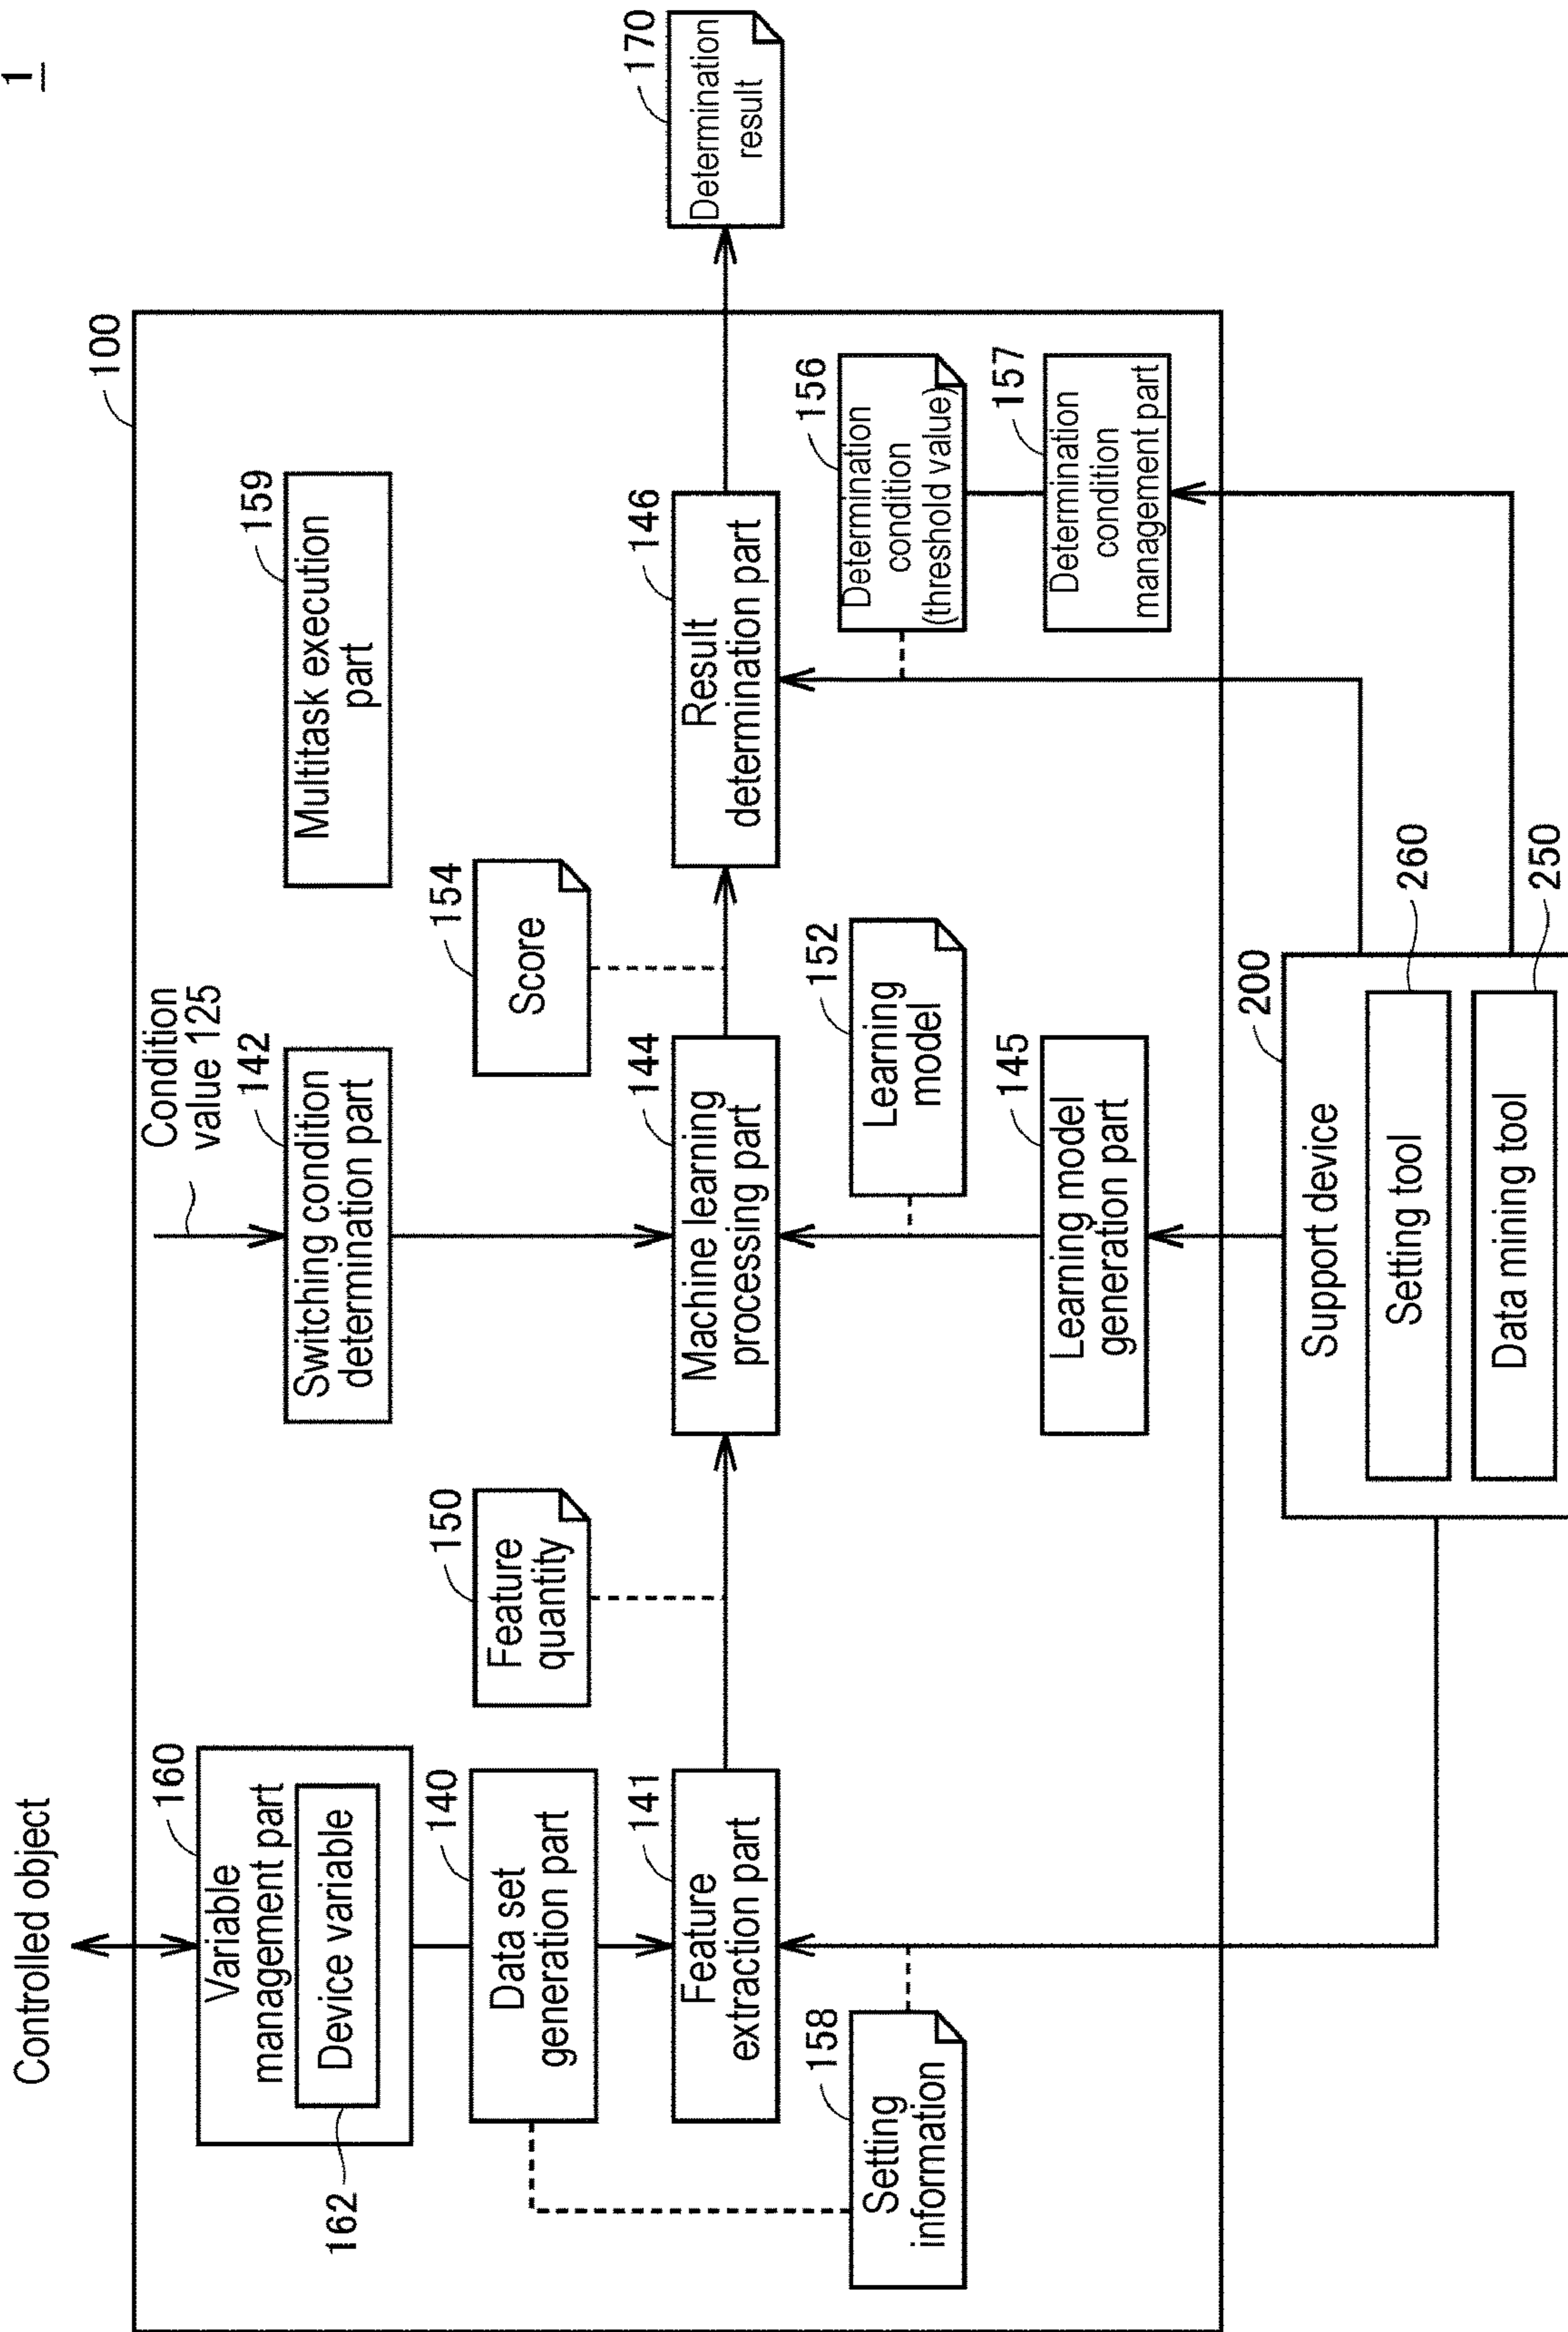 1
Controlled object
100
160
Variable
management part
Device variable
162
Condition
value 125
142
Switching condition
determination part
159
Multitask execution
part
140
Data set
generation part
150
Feature
quantity
154
Score
141
Feature
extraction part
144
Machine learning
processing part
146
Result
determination part
170
Determination
result
158
Setting
information
152
Learning
model
156
Determination
condition
(threshold value)
145
Learning model
generation part
157
Determination
condition
management part
200
Support device
260
Setting tool
250
Data mining tool